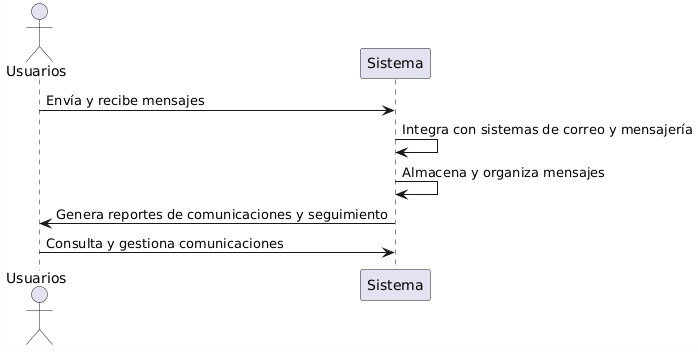 Usuarios
Sistema
Envía y recibe mensajes
Integra con sistemas de correo y mensajería
Almacena y organiza mensajes
Genera reportes de comunicaciones y seguimiento
Consulta y gestiona comunicaciones
Usuarios
Sistema